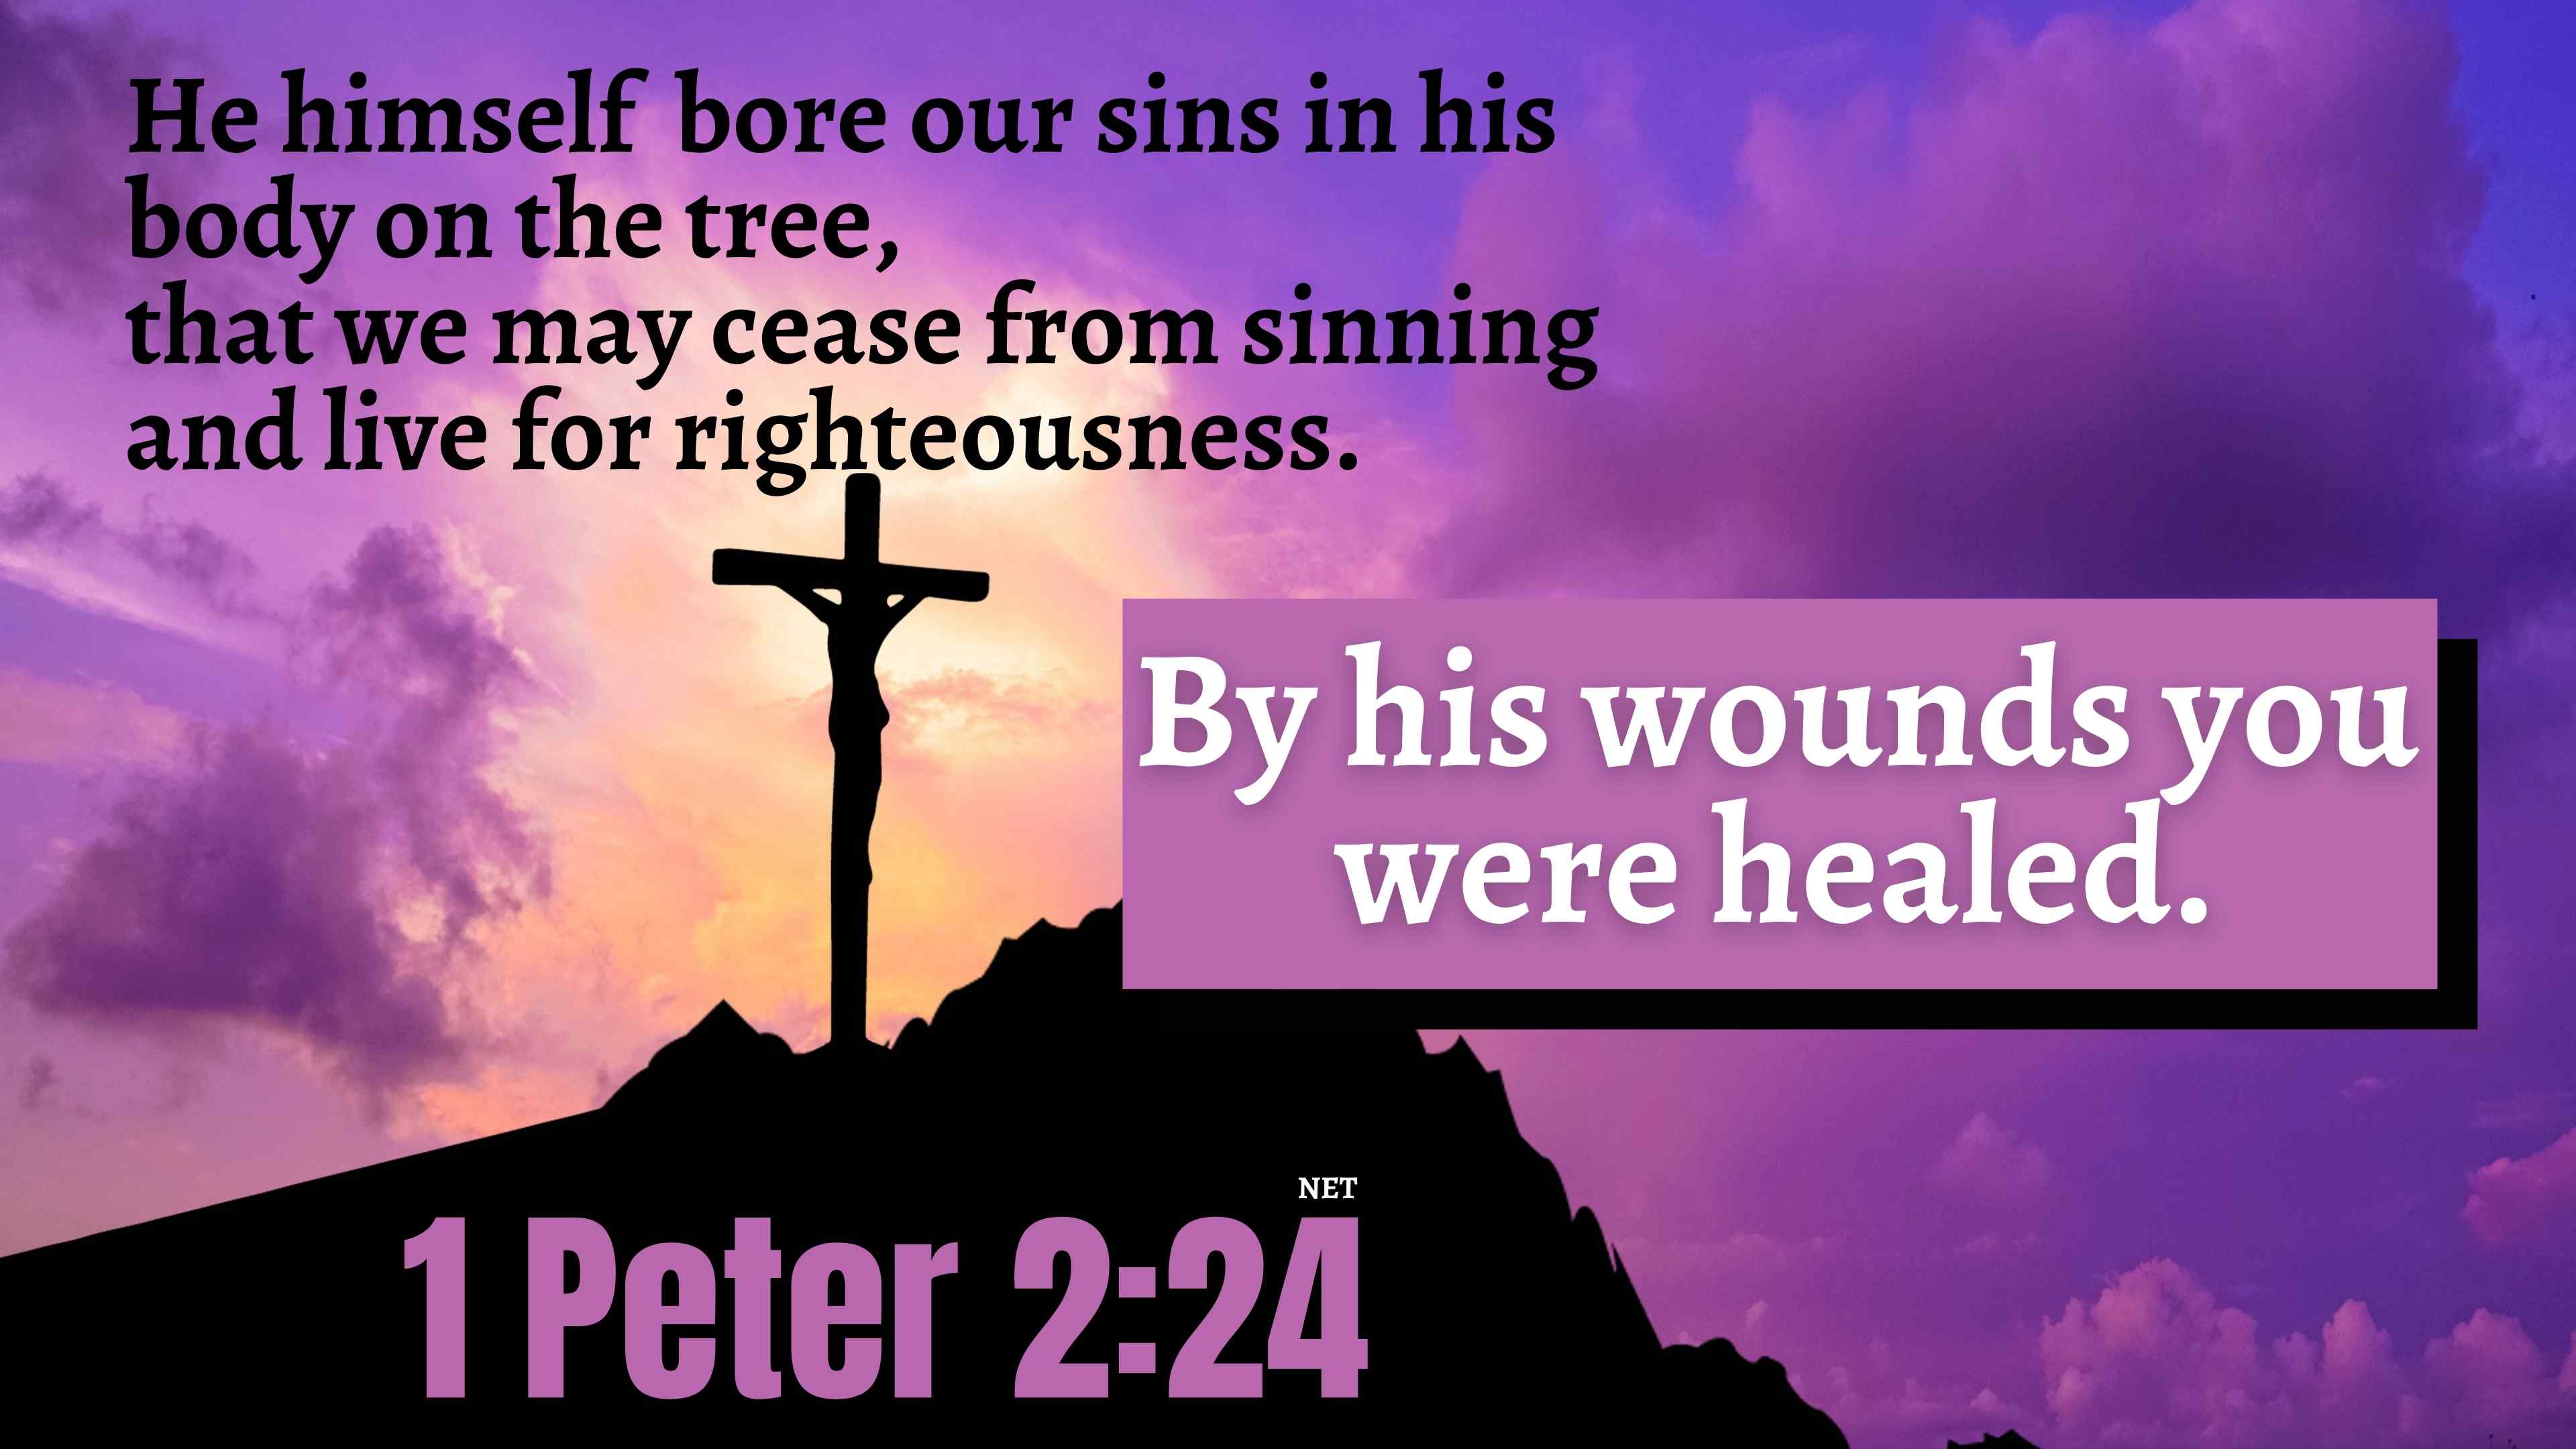 He himself bore our sins in his
body on the tree,
that we may cease from sinning
and live for righteousness.
By his wounds you
were healed.
NET
1 Peter 2:24